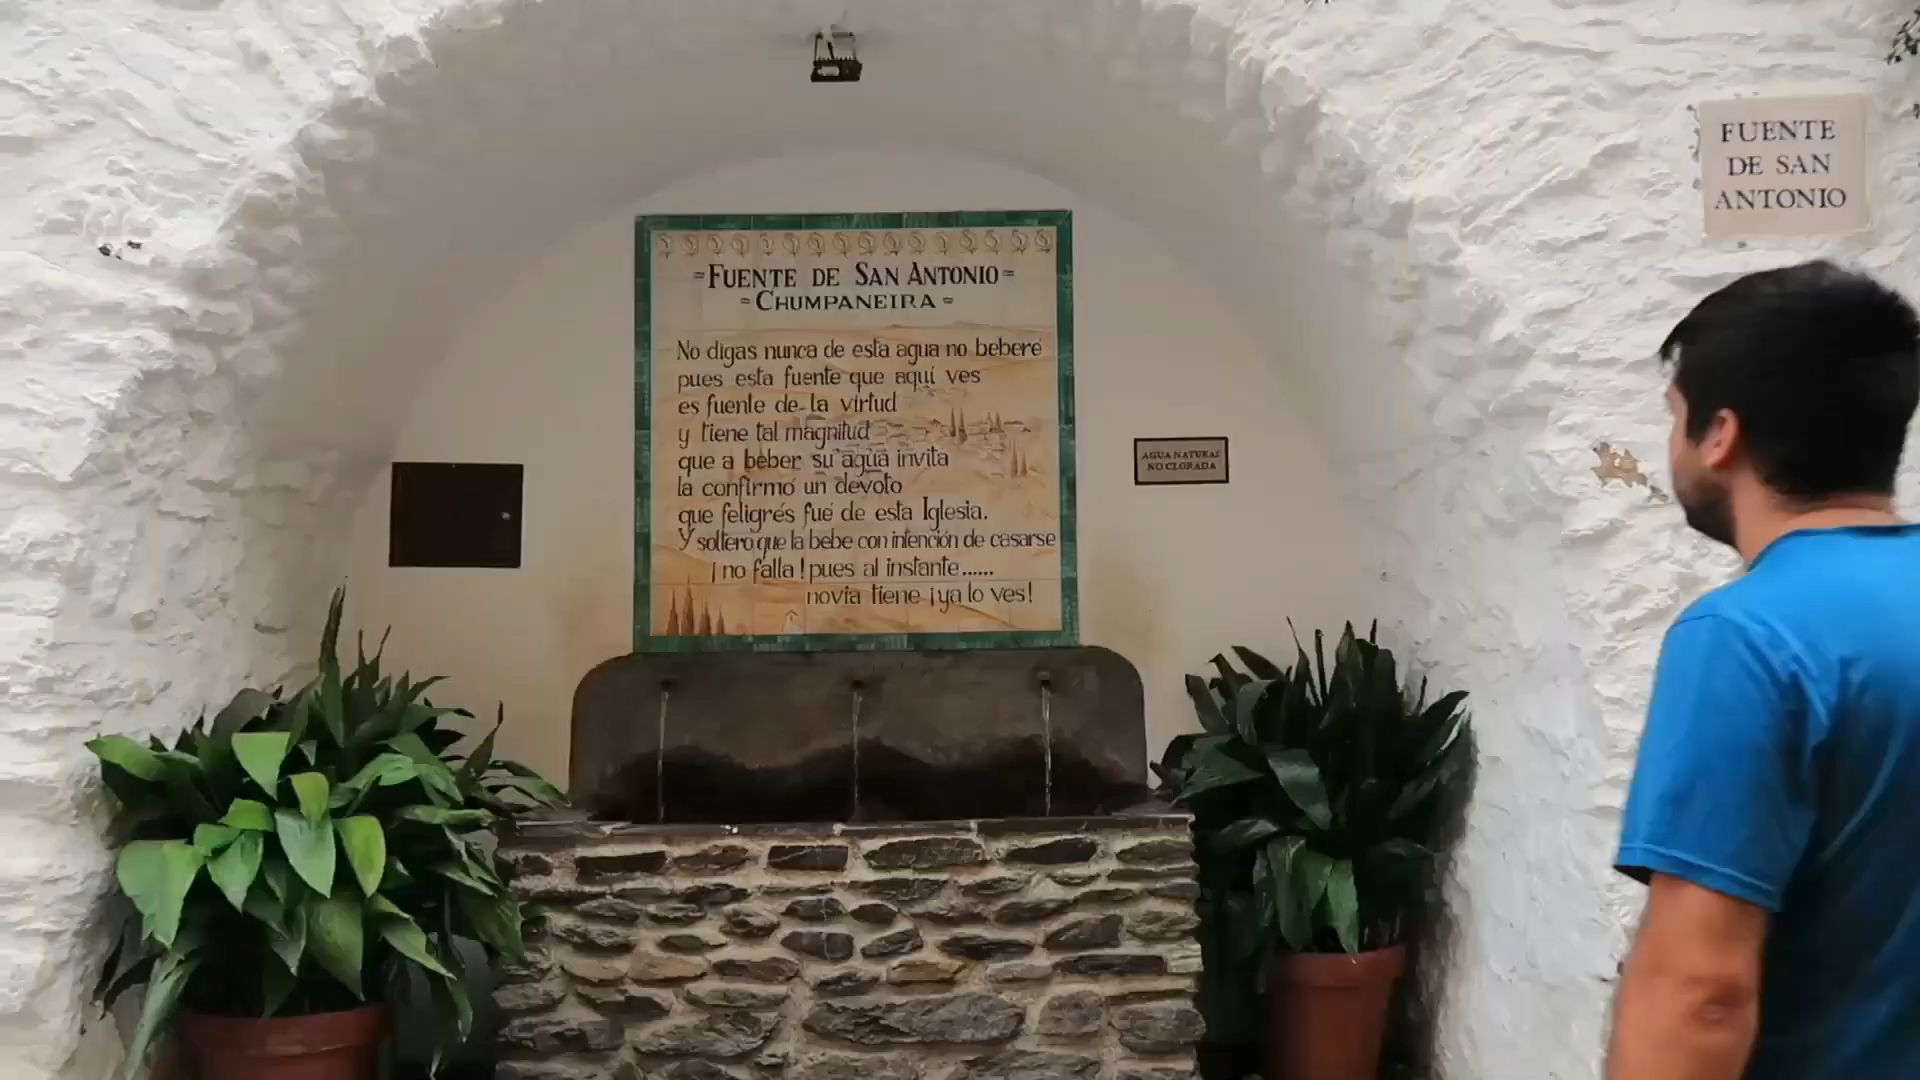 =FUENTE DE SAN ANTONIO=
=CHUMPANEIRA=
No digas nunca de esta agua no beberé
pues esta fuente que aquí ves
es fuente de la virtud
y tiene tal magnitud
que a beber su agua invita
la confirmó un devoto
que feligrés fué de esta Iglesia.
Y soltero que la bebe con intención de casarse
¡no falla! pues al instante......
novia tiene ¡ya lo ves!
AGUA NATURAL
NO CLORADA
FUENTE
DE SAN
ANTONIO